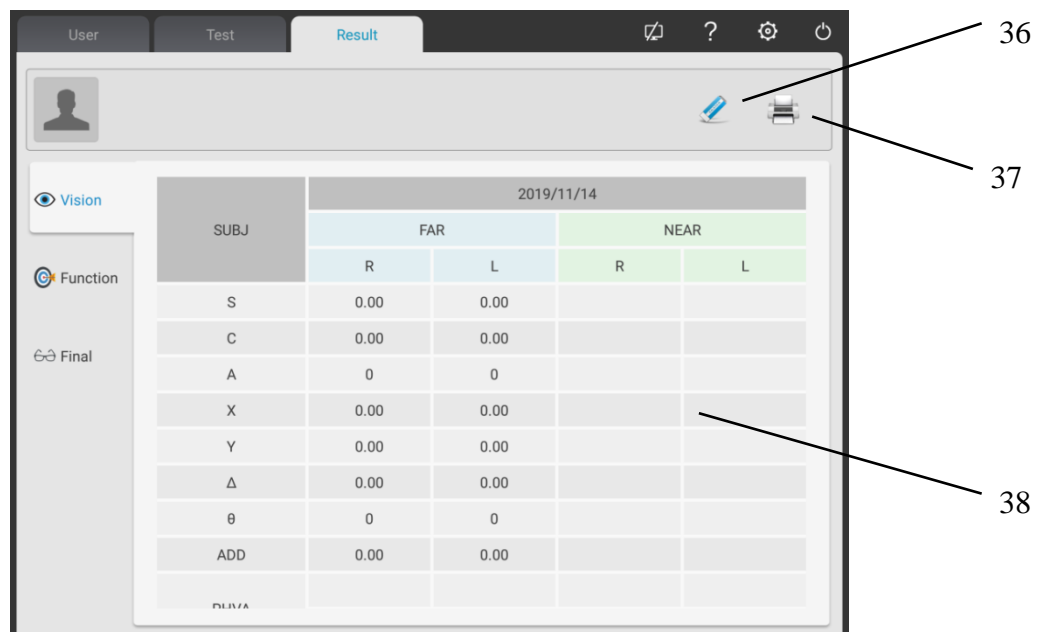 User Test Result ?
36
37
Vision
2019/11/14
SUBJ FAR NEAR
R L R L
Function
S 0.00 0.00
C 0.00 0.00
Final
A 0 0
X 0.00 0.00
Y 0.00 0.00
Δ 0.00 0.00
38
θ 0 0
ADD 0.00 0.00